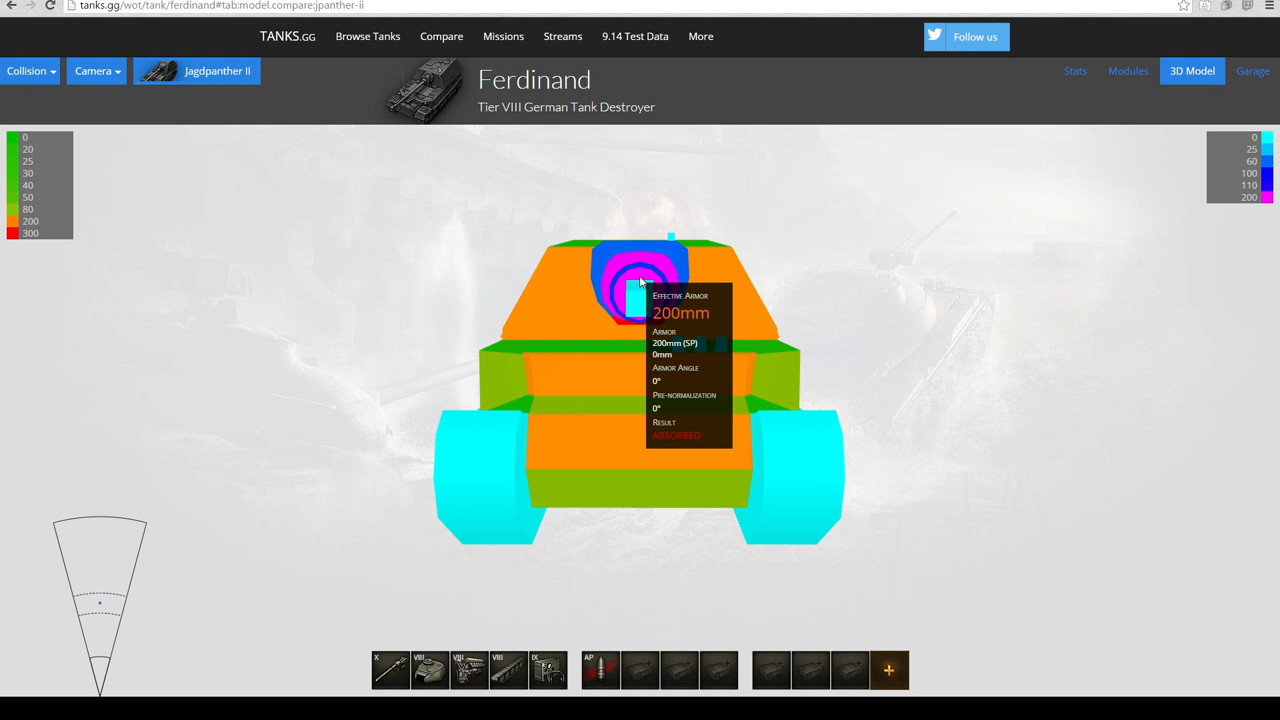 tanks.gg/wot/tank/ferdinand#tab:model.compare:jpanther-ii
TANKS.GG
Browse Tanks
Compare
Missions
Streams
9.14 Test Data
More
Follow us
Collision
Camera
Jagdpanther II
Ferdinand
Tier VIII German Tank Destroyer
Stats
Modules
3D Model
Garage
0
20
25
30
40
50
80
200
300
0
25
60
100
110
200
Effective Armor
200mm
Armor
200mm (SP)
0mm
Armor Angle
0°
Pre-normalization
0°
Result
ABSORBED
X
VIII
VIII
VIII
IX
AP